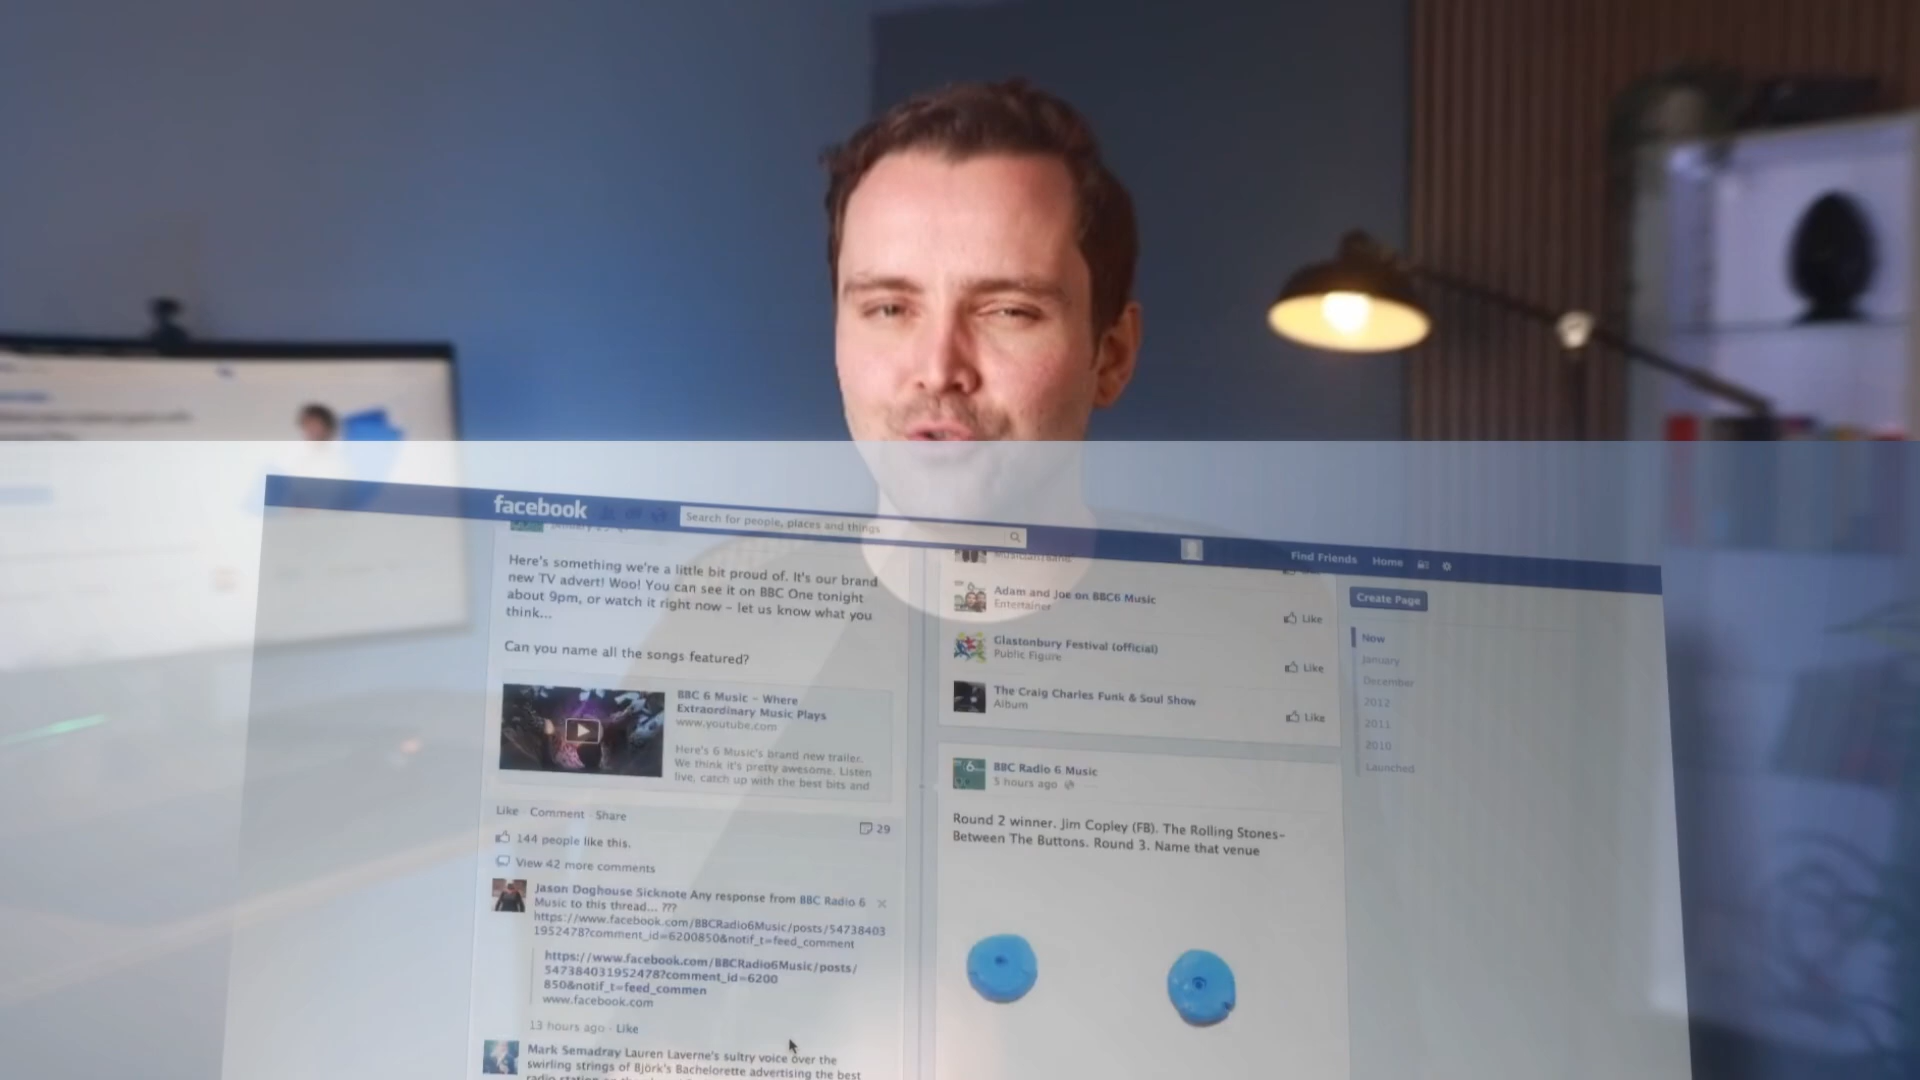 facebook
Search for people, places and things
Find Friends
Home
Here's something we're a little bit proud of. It's our brand
new TV advert! Woo! You can see it on BBC One tonight
about 9pm, or watch it right now – let us know what you
think...
Can you name all the songs featured?
BBC 6 Music – Where
Extraordinary Music Plays
www.youtube.com
Here's 6 Music's brand new trailer.
We think it's pretty awesome. Listen
live, catch up with the best bits and
Like · Comment · Share
29
144 people like this.
View 42 more comments
Jason Doghouse Sicknote Any response from BBC Radio 6
Music to this thread... ???
https://www.facebook.com/BBCRadio6Music/posts/54738403
1952478?comment_id=6200850&notif_t=feed_comment
https://www.facebook.com/BBCRadio6Music/posts/
547384031952478?comment_id=6200
850&notif_t=feed_commen
www.facebook.com
13 hours ago · Like
Mark Semadray Lauren Laverne's sultry voice over the
swirling strings of Björk's Bachelorette advertising the best
Adam and Joe on BBC6 Music
Entertainer
Like
Glastonbury Festival (official)
Public Figure
Like
The Craig Charles Funk & Soul Show
Album
Like
6
BBC Radio 6 Music
5 hours ago
Round 2 winner. Jim Copley (FB). The Rolling Stones–
Between The Buttons. Round 3. Name that venue
Create Page
Now
January
December
2012
2011
2010
Launched